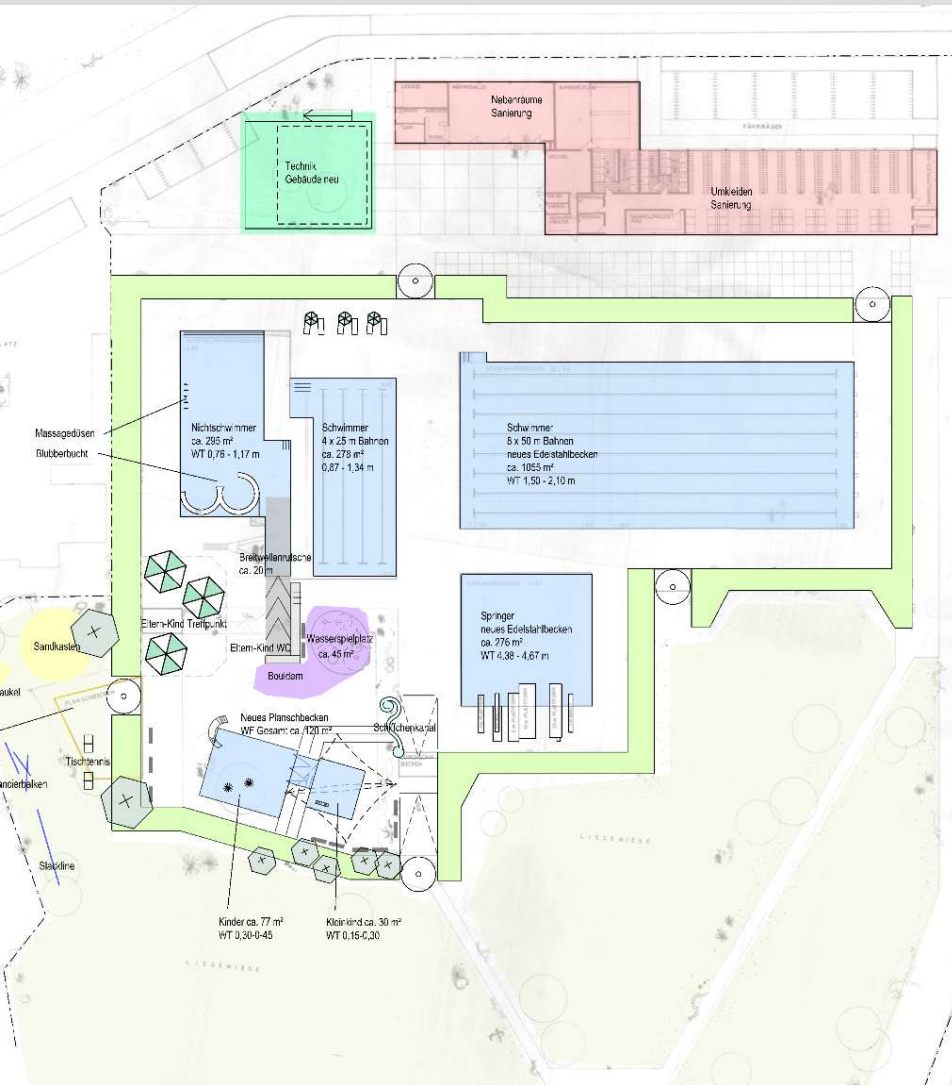 Nebenräume
Sanierung
FAHRRÄDER
Technik
Gebäude neu
Umkleiden
Sanierung
Massagedüsen
Blubberbucht
Nichtschwimmer
ca. 295 m²
WT 0,76 - 1,17 m
Schwimmer
4 x 25 m Bahnen
ca. 278 m²
0,87 - 1,34 m
Schwimmer
8 x 50 m Bahnen
neues Edelstahlbecken
ca. 1055 m²
WT 1,50 - 2,10 m
Breitwellenrutsche
ca. 20 m
Springer
neues Edelstahlbecken
ca. 276 m²
WT 4,38 - 4,67 m
Eltern-Kind Treffpunkt
Sandkasten
Eltern-Kind WC
Wasserspielplatz
ca. 45 m²
Bouldern
aukel
PLANSCHBECKEN
Neues Planschbecken
WF Gesamt ca. 120 m²
Schiffchenkanal
Tischtennis
ancierbalken
Slackline
LIEGEWIESE
Kinder ca. 77 m²
WT 0,30-0-45
Kleinkind ca. 30 m²
WT 0,15-0,30
LIEGEWIESE